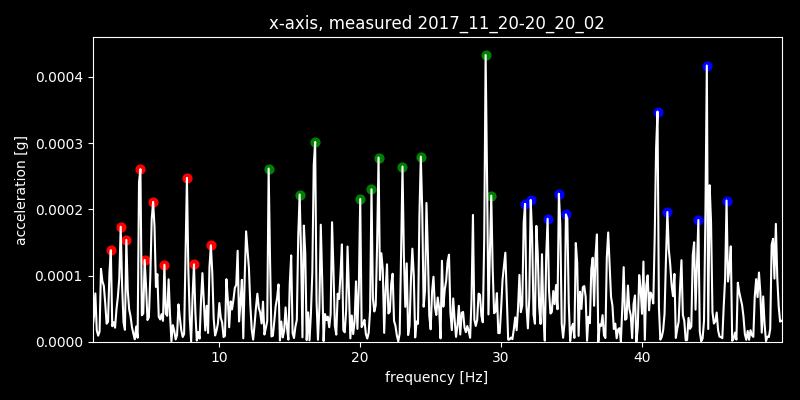 x-axis, measured 2017_11_20-20_20_02
acceleration [g]
0.0004
0.0003
0.0002
0.0001
0.0000
10 20 30 40
frequency [Hz]